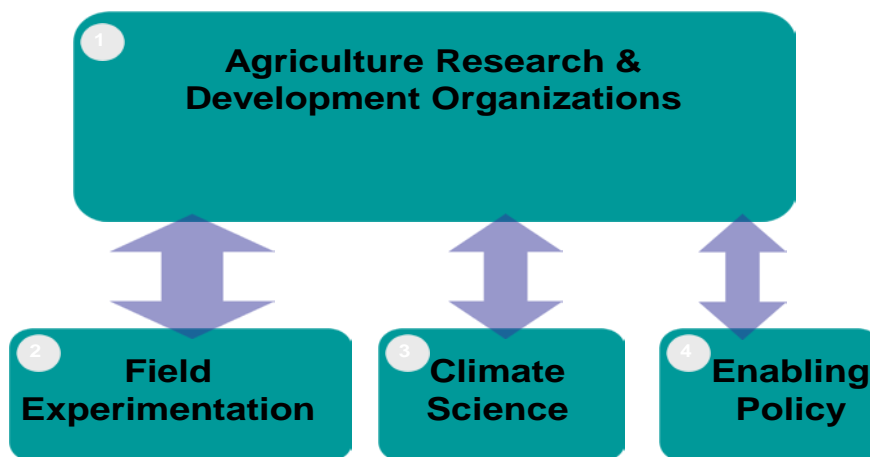 1
Agriculture Research &
Development Organizations
2
Field
Experimentation
3
Climate
Science
4
Enabling
Policy